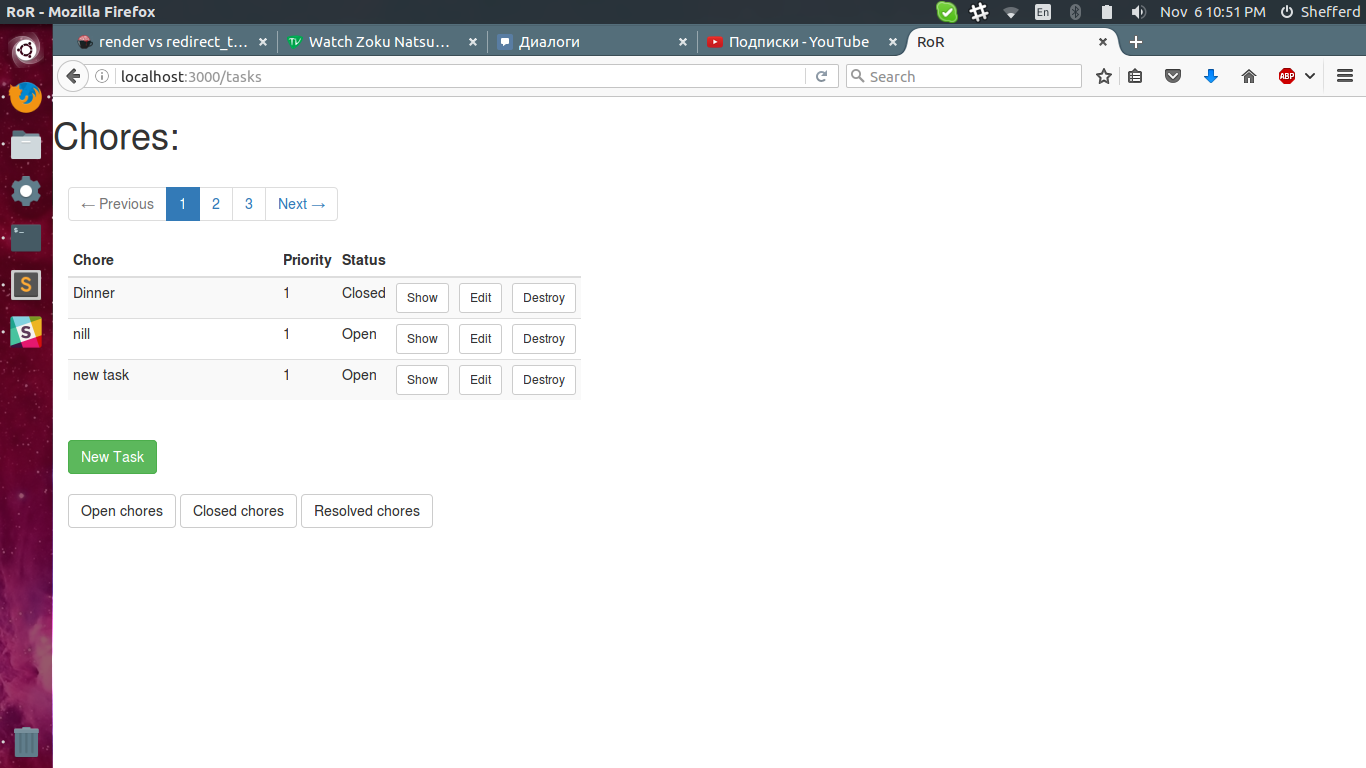 RoR - Mozilla Firefox
En
Nov 6 10:51 PM
Shefferd
render vs redirect_t...
TV
Watch Zoku Natsu...
Диалоги
Подписки - YouTube
RoR
localhost:3000/tasks
Search
ABP
Chores:
← Previous 1 2 3 Next →
Chore Priority Status
Dinner 1 Closed Show Edit Destroy
nill 1 Open Show Edit Destroy
new task 1 Open Show Edit Destroy
New Task
Open chores Closed chores Resolved chores